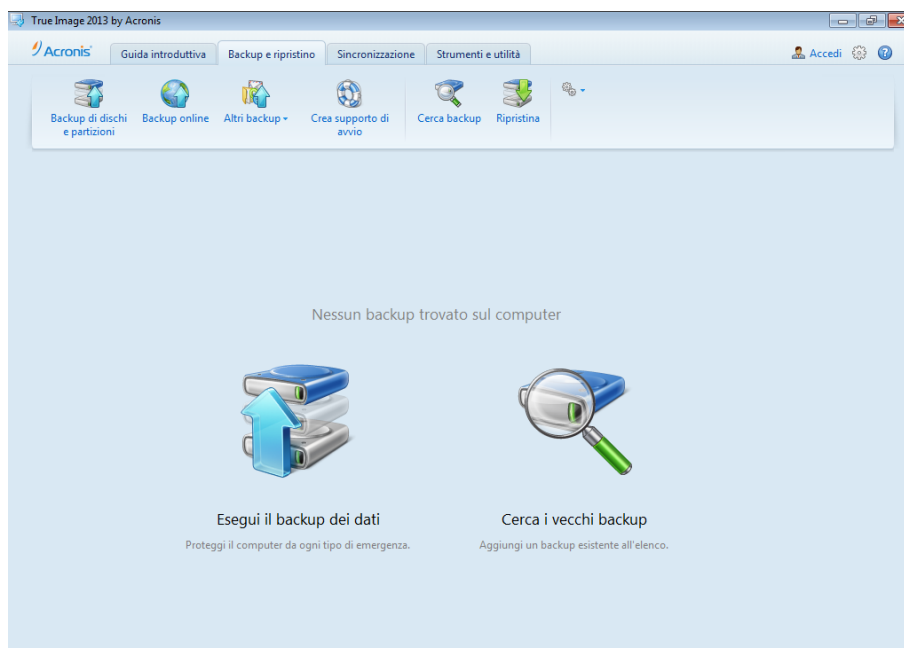 True Image 2013 by Acronis
Acronis
Guida introduttiva
Backup e ripristino
Sincronizzazione
Strumenti e utilità
Accedi
Backup di dischi
e partizioni
Backup online
Altri backup
Crea supporto di
avvio
Cerca backup
Ripristina
Nessun backup trovato sul computer
Esegui il backup dei dati
Proteggi il computer da ogni tipo di emergenza.
Cerca i vecchi backup
Aggiungi un backup esistente all'elenco.